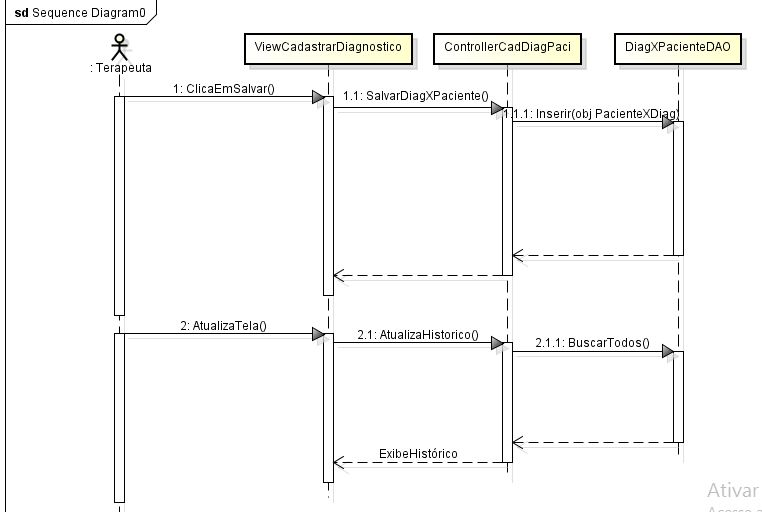 sd Sequence Diagram0
: Terapeuta
ViewCadastrarDiagnostico
ControllerCadDiagPaci
DiagXPacienteDAO
1: ClicaEmSalvar()
1.1: SalvarDiagXPaciente()
1.1.1: Inserir(obj PacienteXDiag)
2: AtualizaTela()
2.1: AtualizaHistorico()
2.1.1: BuscarTodos()
ExibeHistórico
Ativar